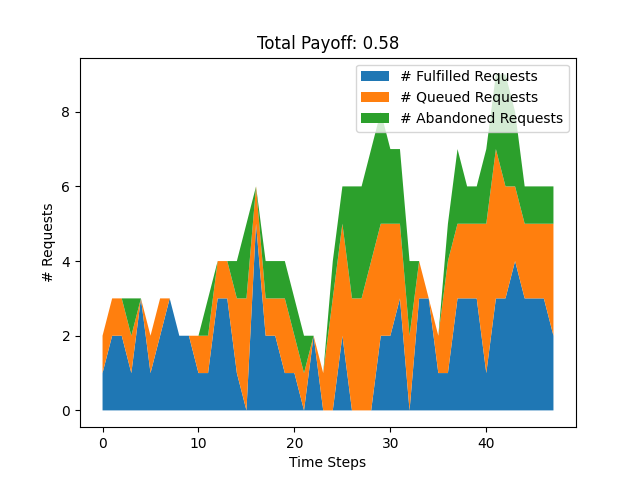 Total Payoff: 0.58
# Fulfilled Requests
# Queued Requests
# Abandoned Requests
# Requests
8
6
4
2
0
0 10 20 30 40
Time Steps